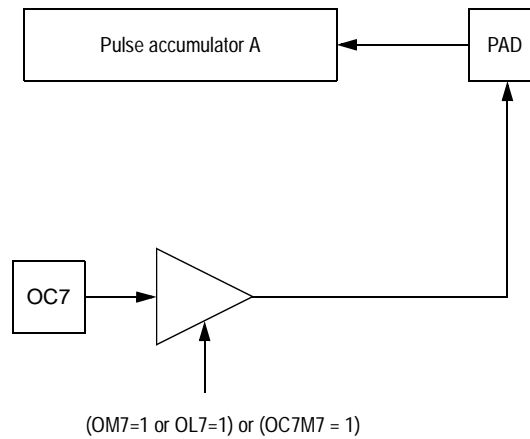 Pulse accumulator A
PAD
OC7
(OM7=1 or OL7=1) or (OC7M7 = 1)